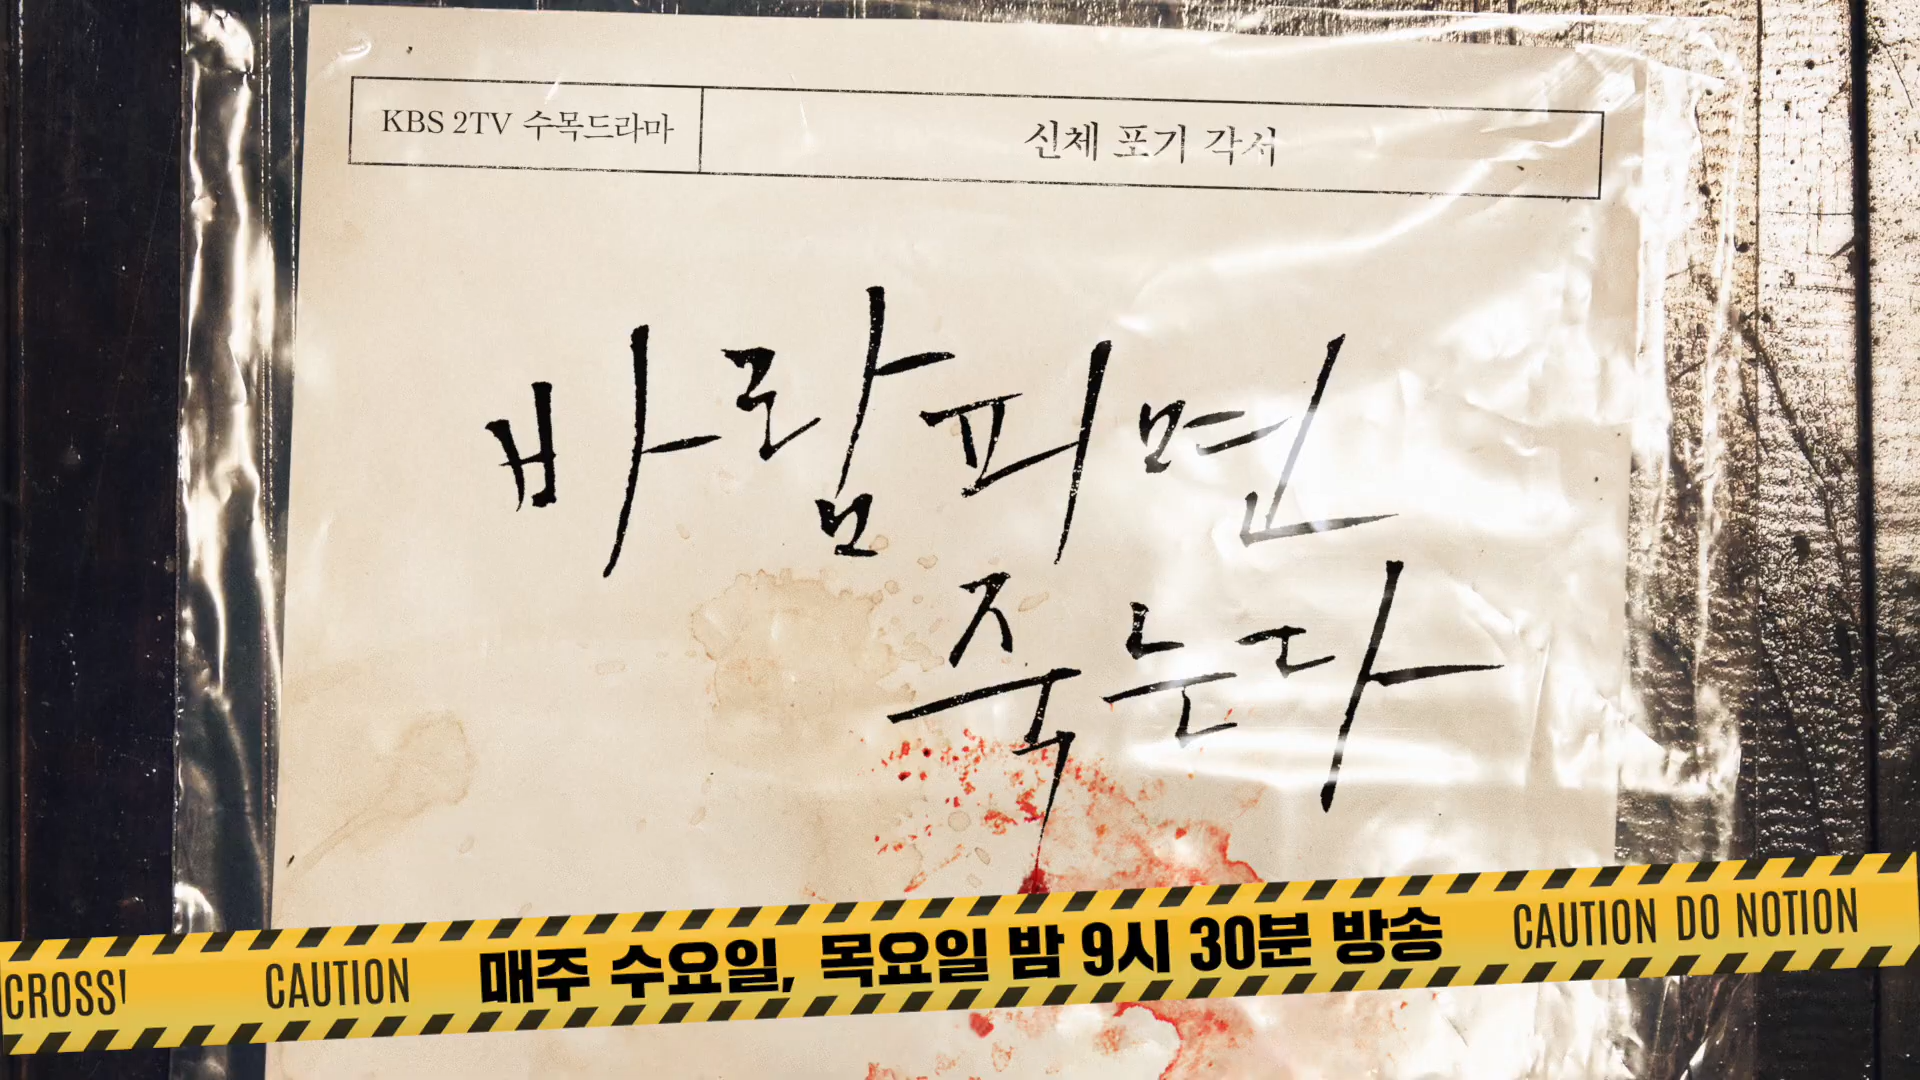 KBS 2TV 수목드라마
신체 포기 각서
바람피면
죽는다
CROSS!
CAUTION
매주 수요일, 목요일 밤 9시 30분 방송
CAUTION DO NOTION